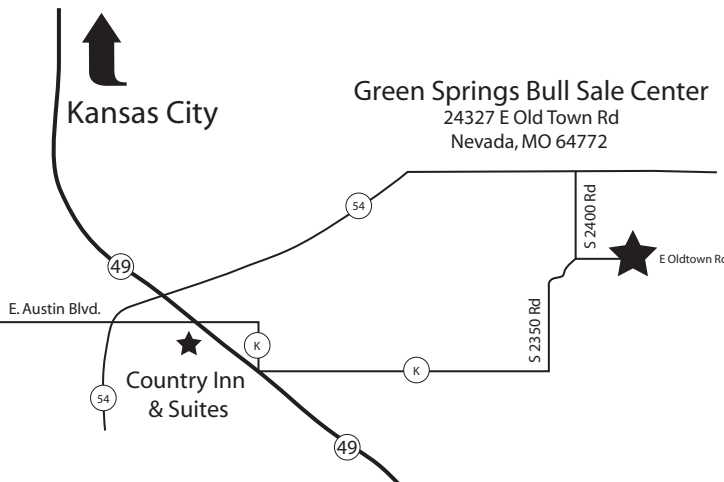 Kansas City
Green Springs Bull Sale Center
24327 E Old Town Rd
Nevada, MO 64772
54
S 2400 Rd
E Oldtown Rd
49
E. Austin Blvd.
S 2350 Rd
K
K
Country Inn
& Suites
54
49